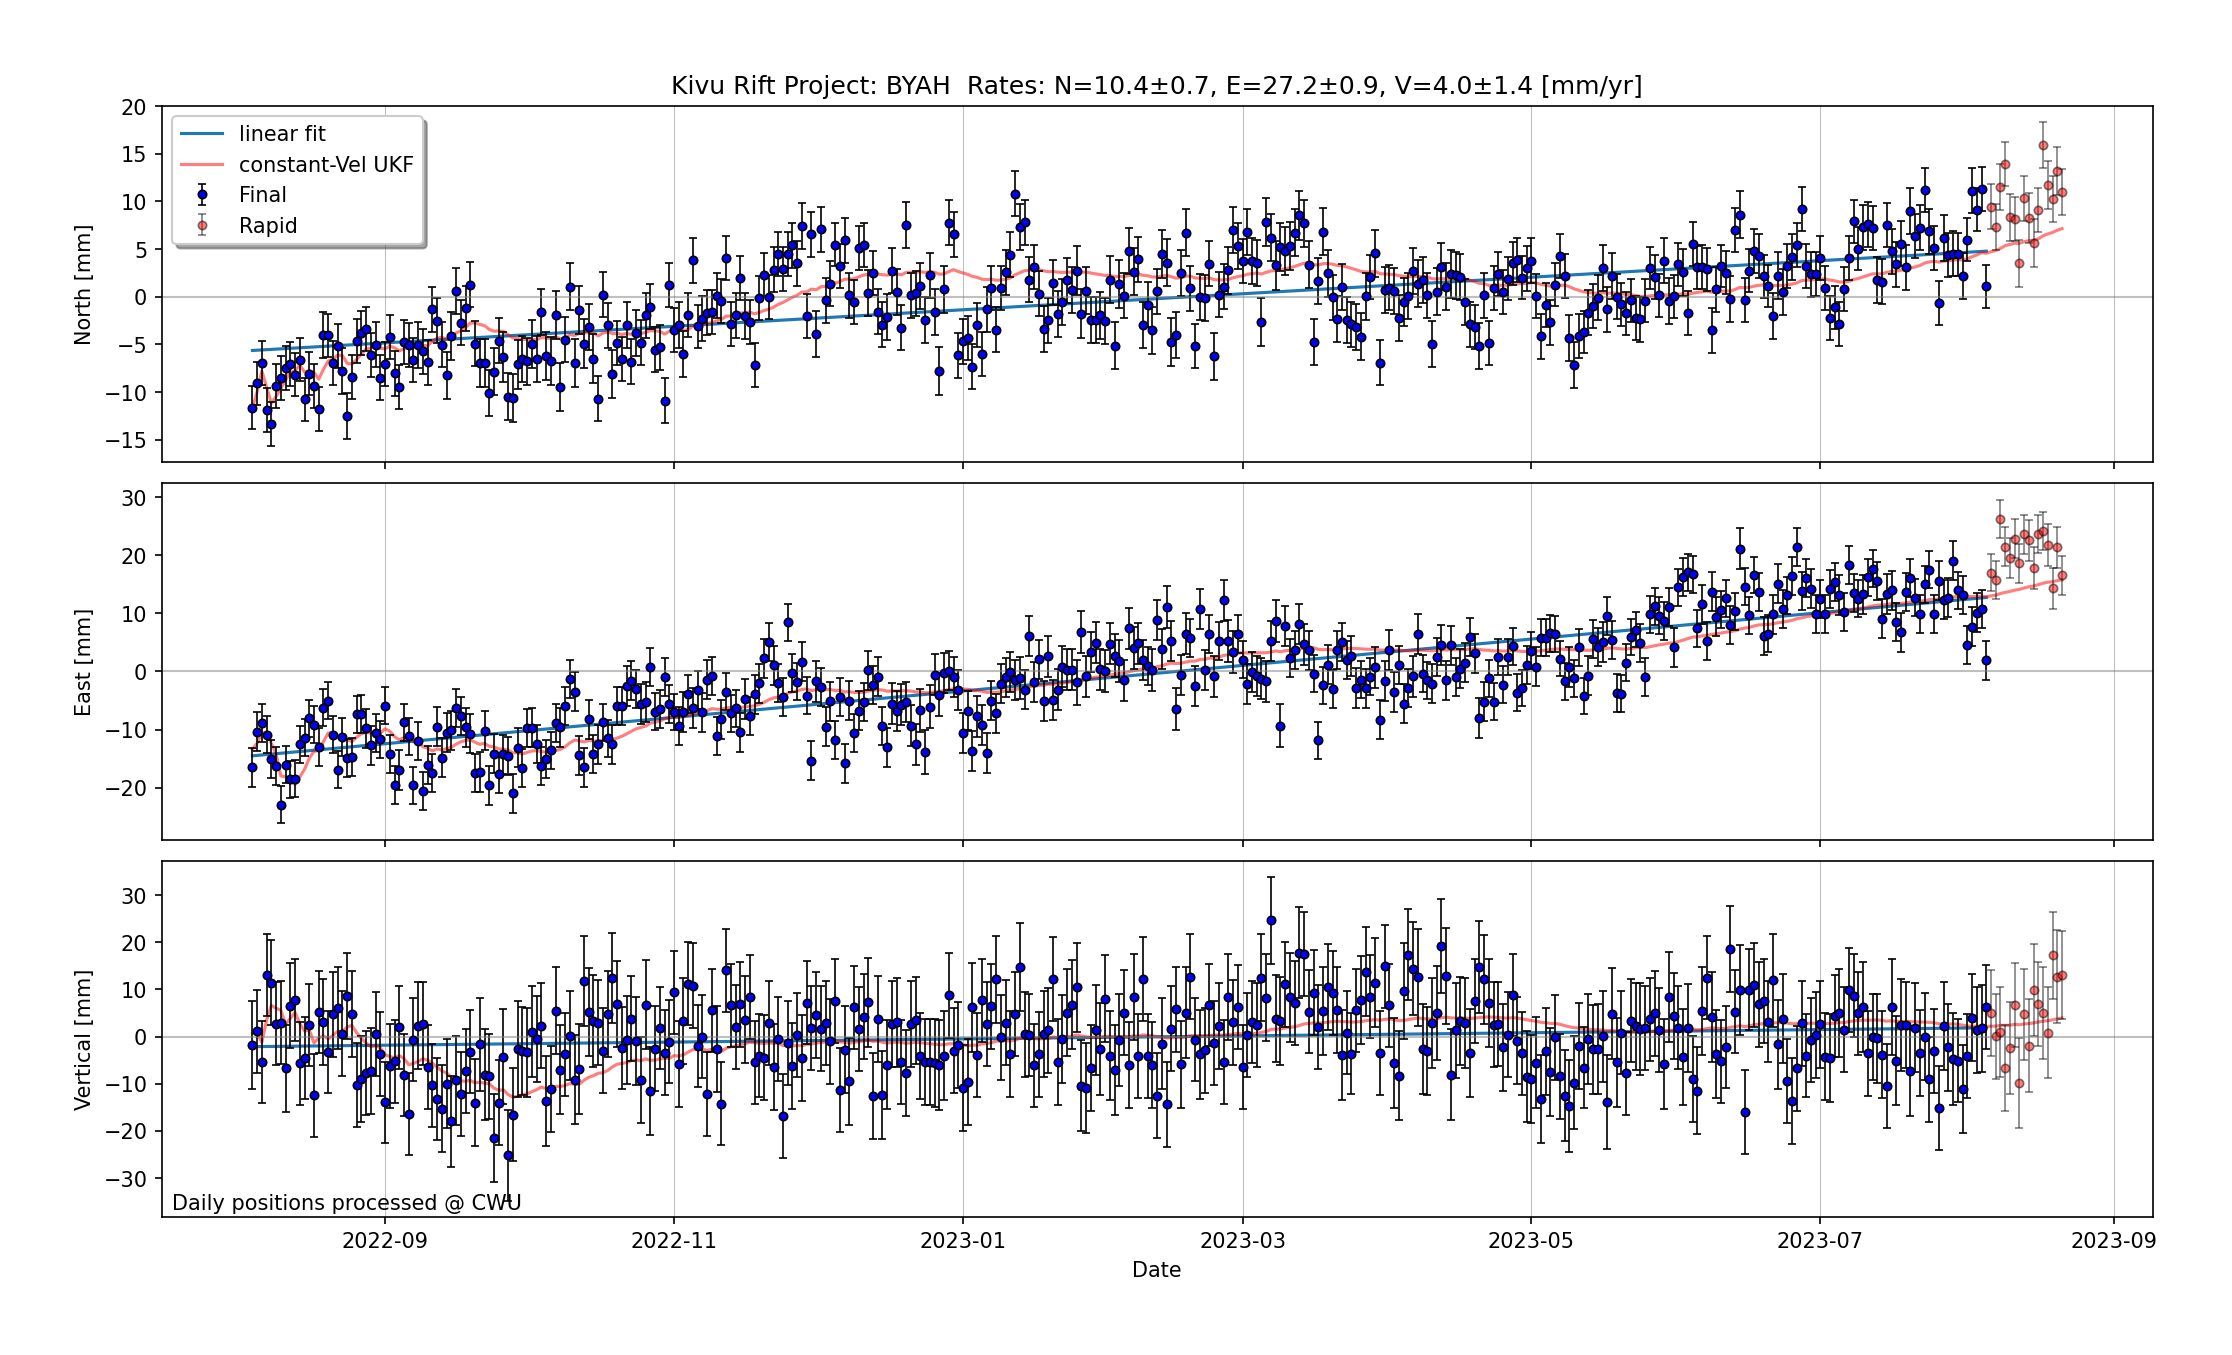 Kivu Rift Project: BYAH  Rates: N=10.4±0.7, E=27.2±0.9, V=4.0±1.4 [mm/yr]
linear fit
constant-Vel UKF
Final
Rapid
North [mm]
20
15
10
5
0
−5
−10
−15
East [mm]
30
20
10
0
−10
−20
Vertical [mm]
30
20
10
0
−10
−20
−30
Daily positions processed @ CWU
2022-09 2022-11 2023-01 2023-03 2023-05 2023-07 2023-09
Date